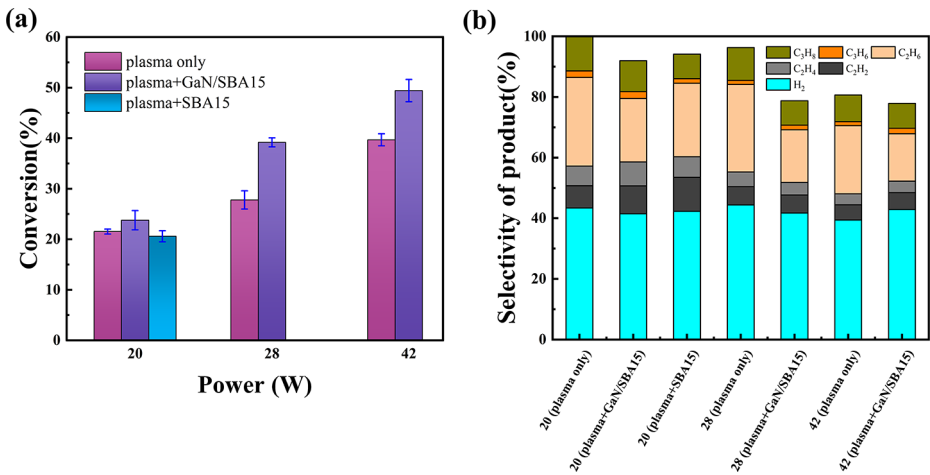 (a)
60
50
40
30
20
10
0
Conversion(%)
plasma only
plasma+GaN/SBA15
plasma+SBA15
20
28
42
Power (W)
(b)
100
80
60
40
20
0
Selectivity of product(%)
C₃H₈ C₃H₆ C₂H₆
C₂H₄ C₂H₂
H₂
20 (plasma only)
20 (plasma+GaN/SBA15)
20 (plasma+SBA15)
28 (plasma only)
28 (plasma+GaN/SBA15)
42 (plasma only)
42 (plasma+GaN/SBA15)